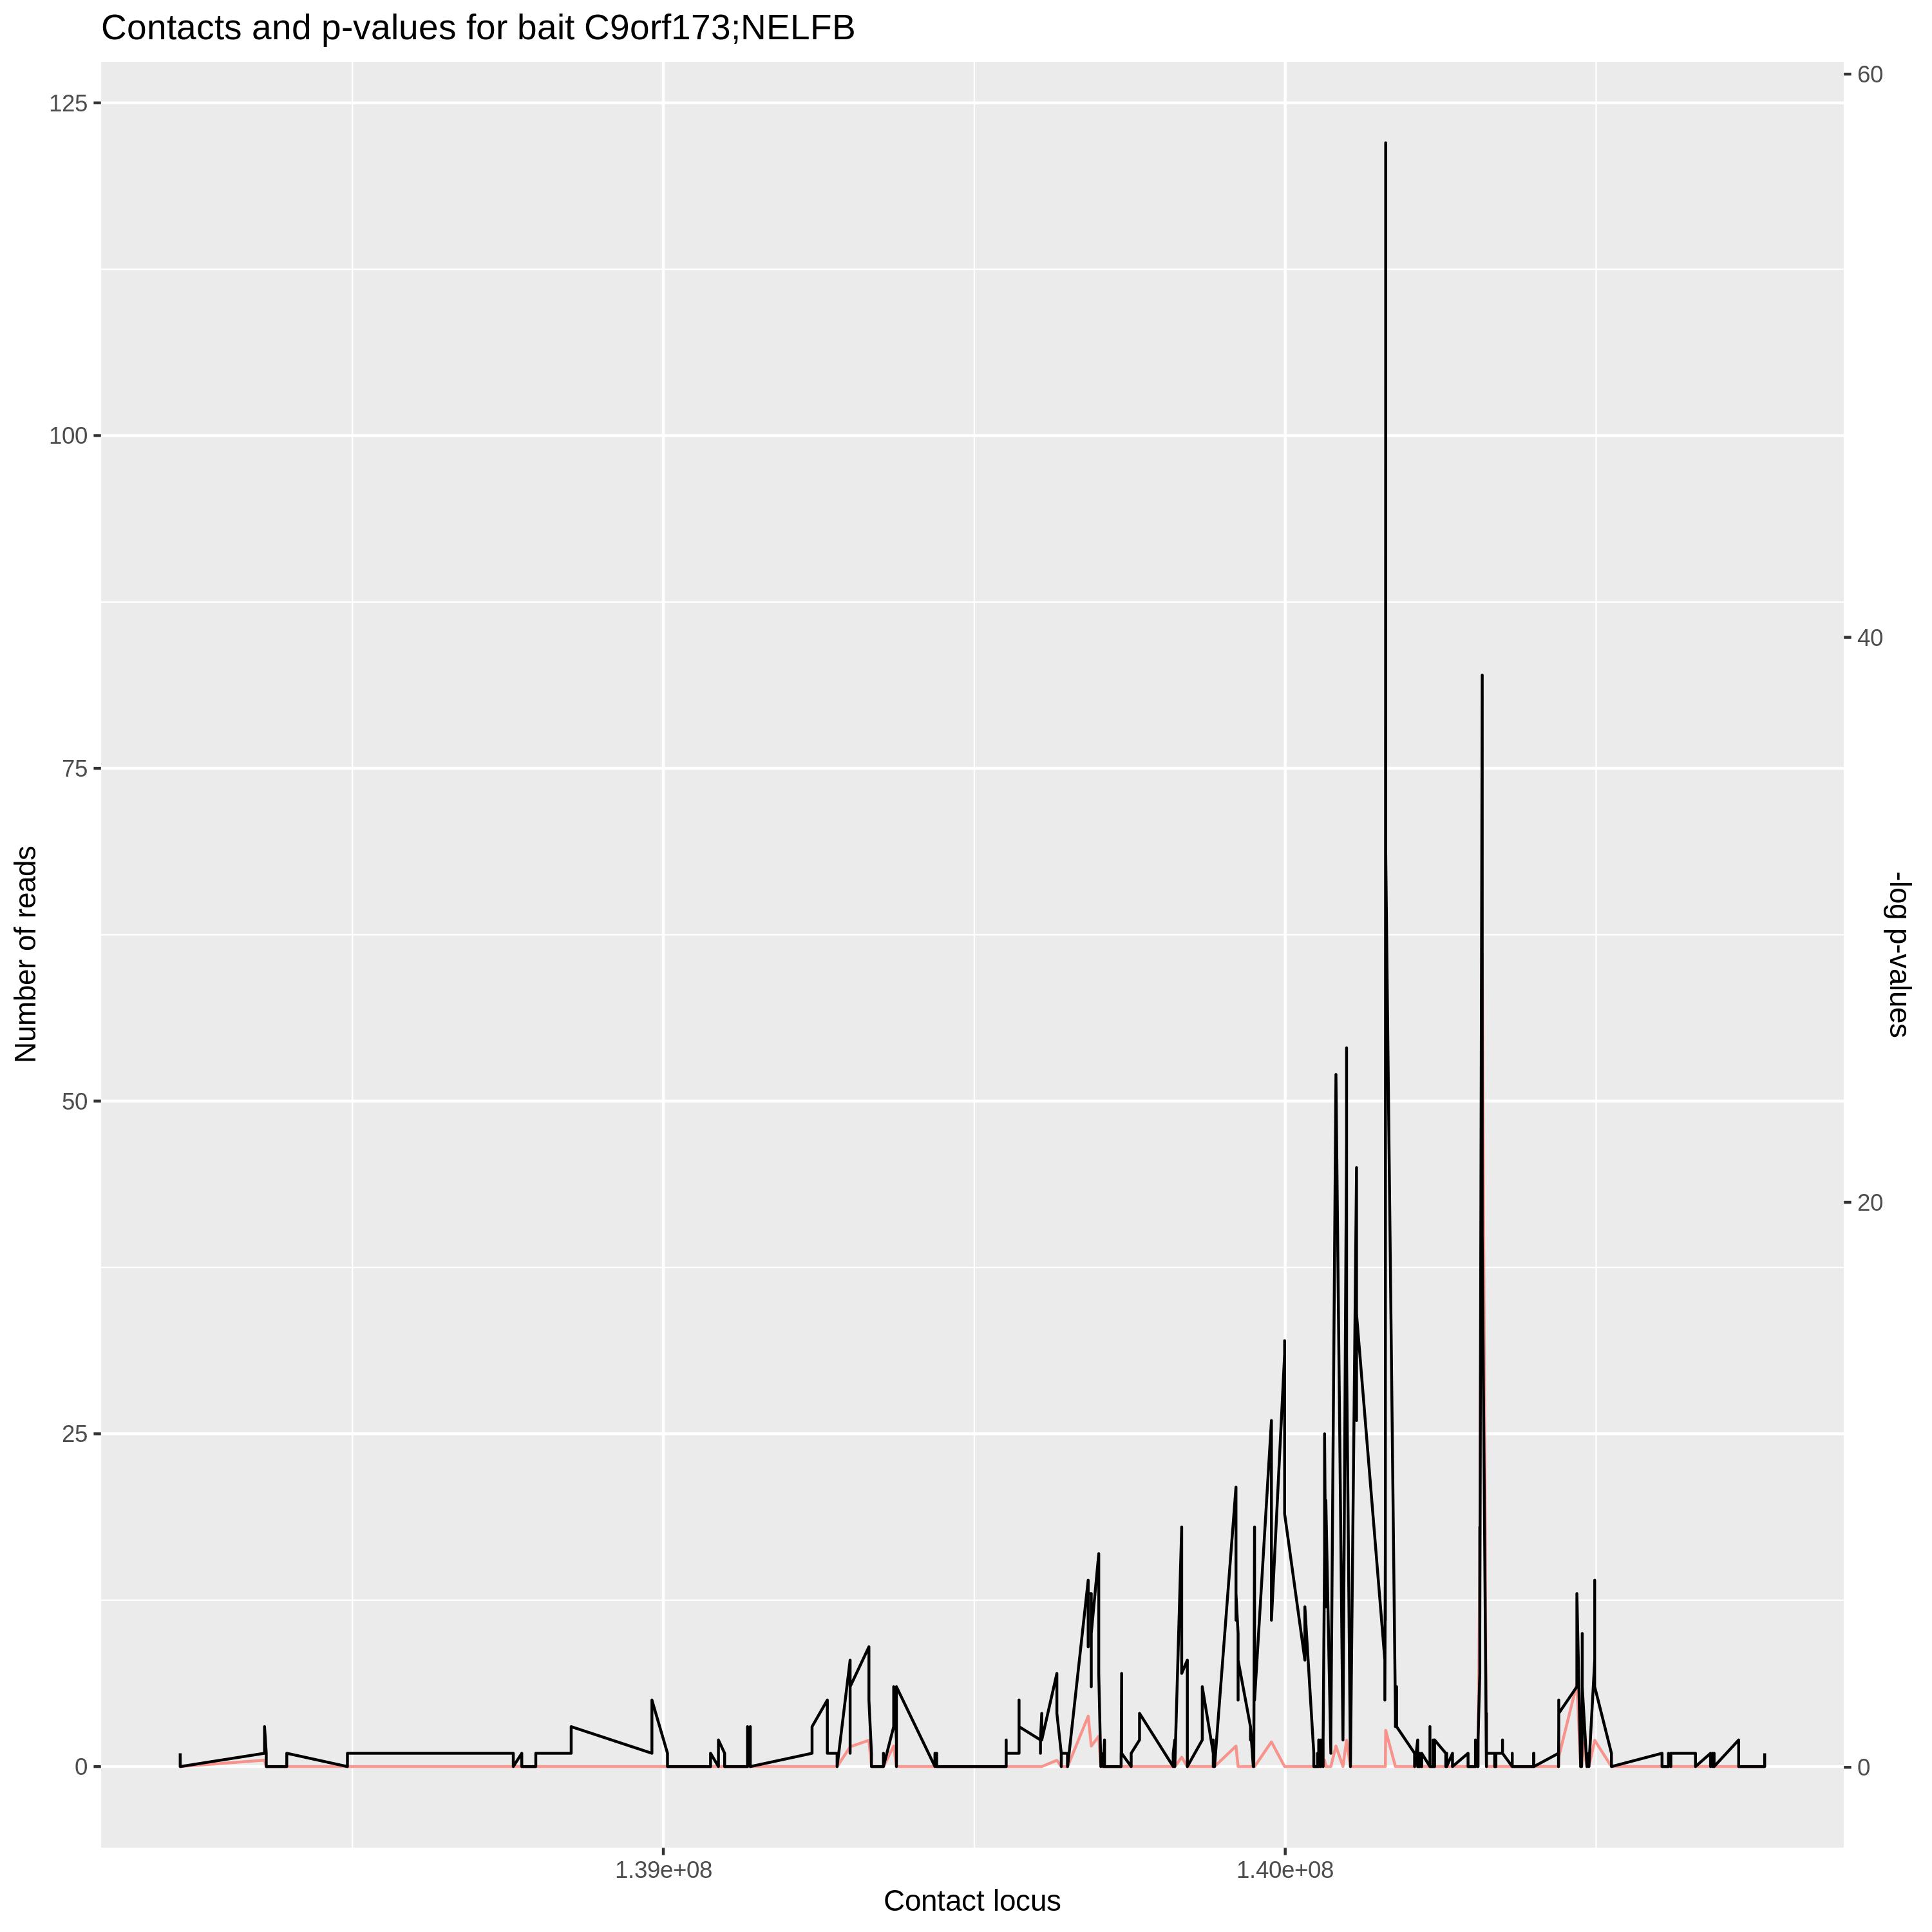 Contacts and p-values for bait C9orf173;NELFB
125
100
75
50
25
0
Number of reads
60
40
20
0
-log p-values
1.39e+08
1.40e+08
Contact locus